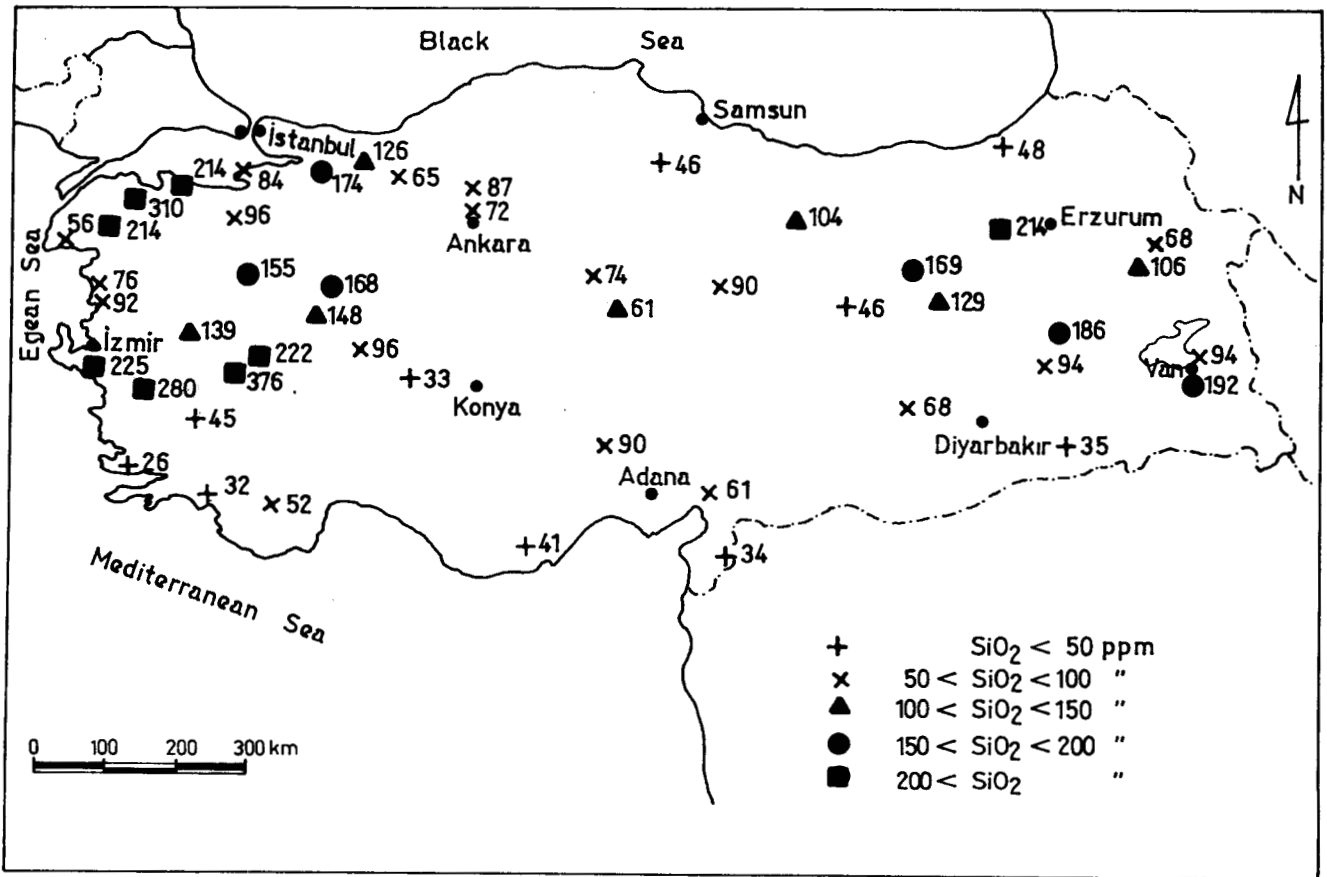 Black Sea
Samsun
İstanbul
126
48
46
214
84
174
65
87
310
72
96
214
56
Ankara
104
214
Erzurum
68
Egean Sea
76
155
168
74
90
169
106
92
148
61
46
129
139
İzmir
186
96
222
94
94
Van
225
376
33
280
Konya
192
45
68
90
Diyarbakır
35
26
Adana
32
61
52
41
34
Mediterranean Sea
N
SiO2 < 50 ppm
50 < SiO2 < 100 "
100 < SiO2 < 150 "
150 < SiO2 < 200 "
200 < SiO2 "
0 100 200 300 km